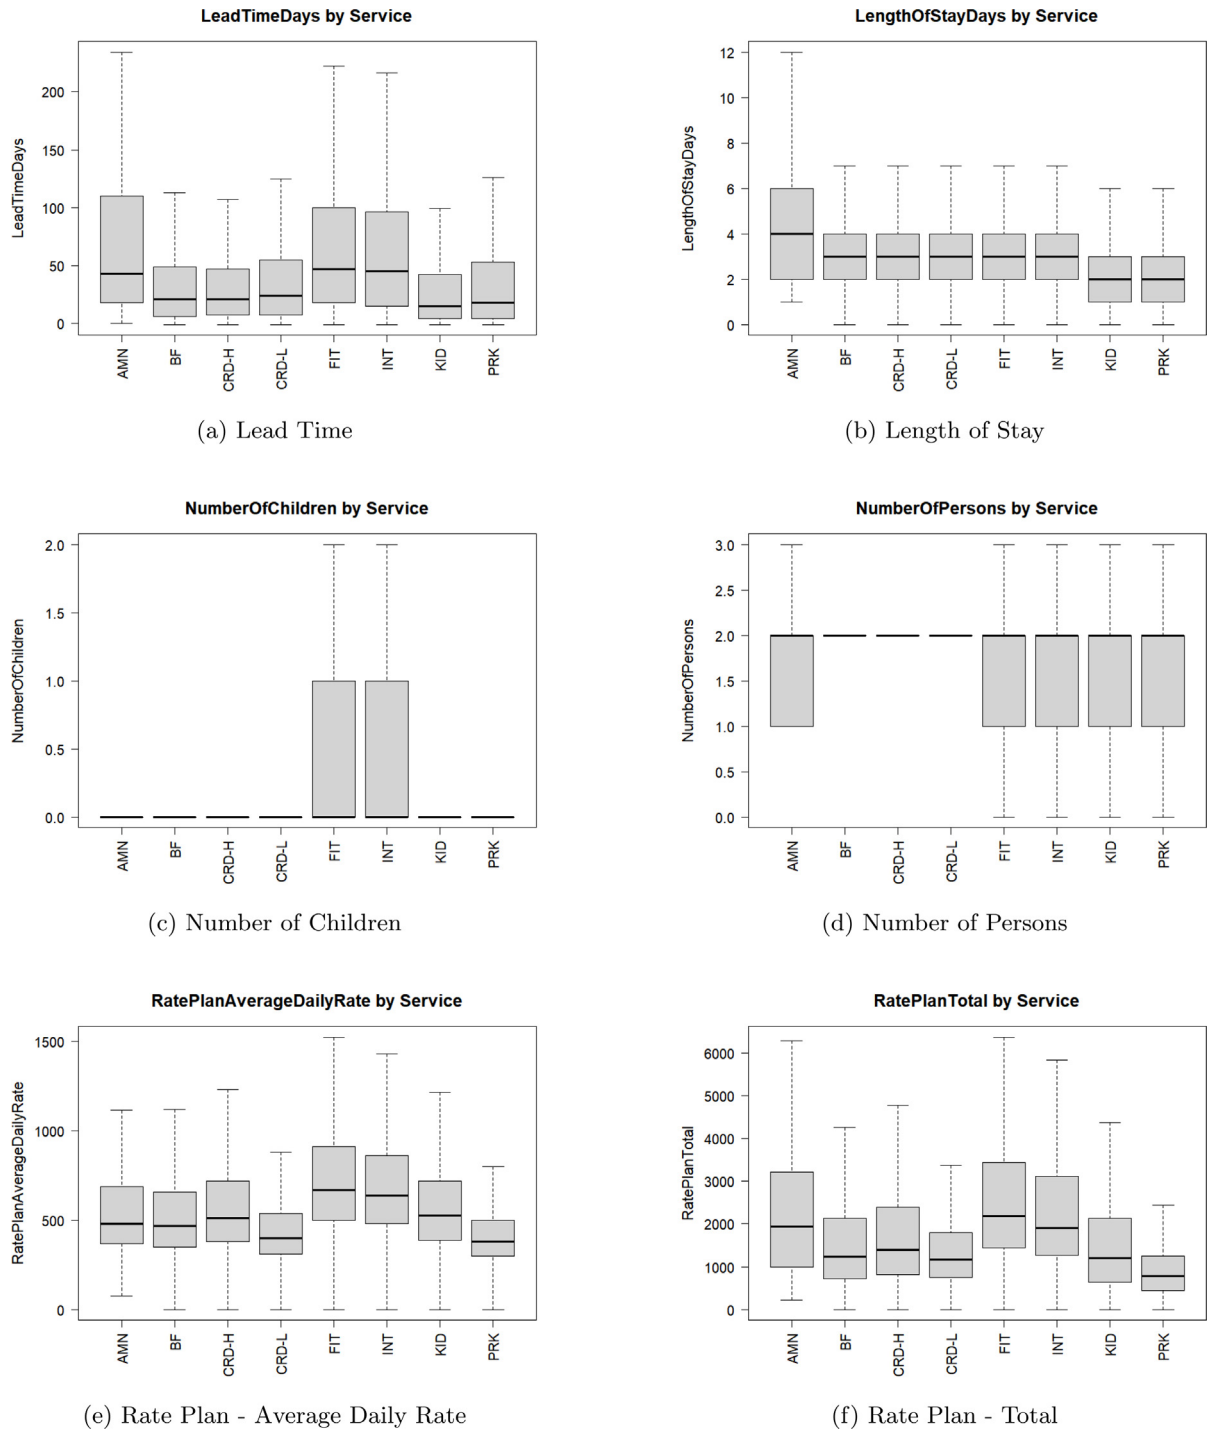 LeadTimeDays by Service
LeadTimeDays
200
150
100
50
0
AMN BF CRD-H CRD-L FIT INT KID PRK
(a) Lead Time
LengthOfStayDays by Service
LengthOfStayDays
12
10
8
6
4
2
0
AMN BF CRD-H CRD-L FIT INT KID PRK
(b) Length of Stay
NumberOfChildren by Service
NumberOfChildren
2.0
1.5
1.0
0.5
0.0
AMN BF CRD-H CRD-L FIT INT KID PRK
(c) Number of Children
NumberOfPersons by Service
NumberOfPersons
3.0
2.5
2.0
1.5
1.0
0.5
0.0
AMN BF CRD-H CRD-L FIT INT KID PRK
(d) Number of Persons
RatePlanAverageDailyRate by Service
RatePlanAverageDailyRate
1500
1000
500
0
AMN BF CRD-H CRD-L FIT INT KID PRK
(e) Rate Plan - Average Daily Rate
RatePlanTotal by Service
RatePlanTotal
6000
5000
4000
3000
2000
1000
0
AMN BF CRD-H CRD-L FIT INT KID PRK
(f) Rate Plan - Total